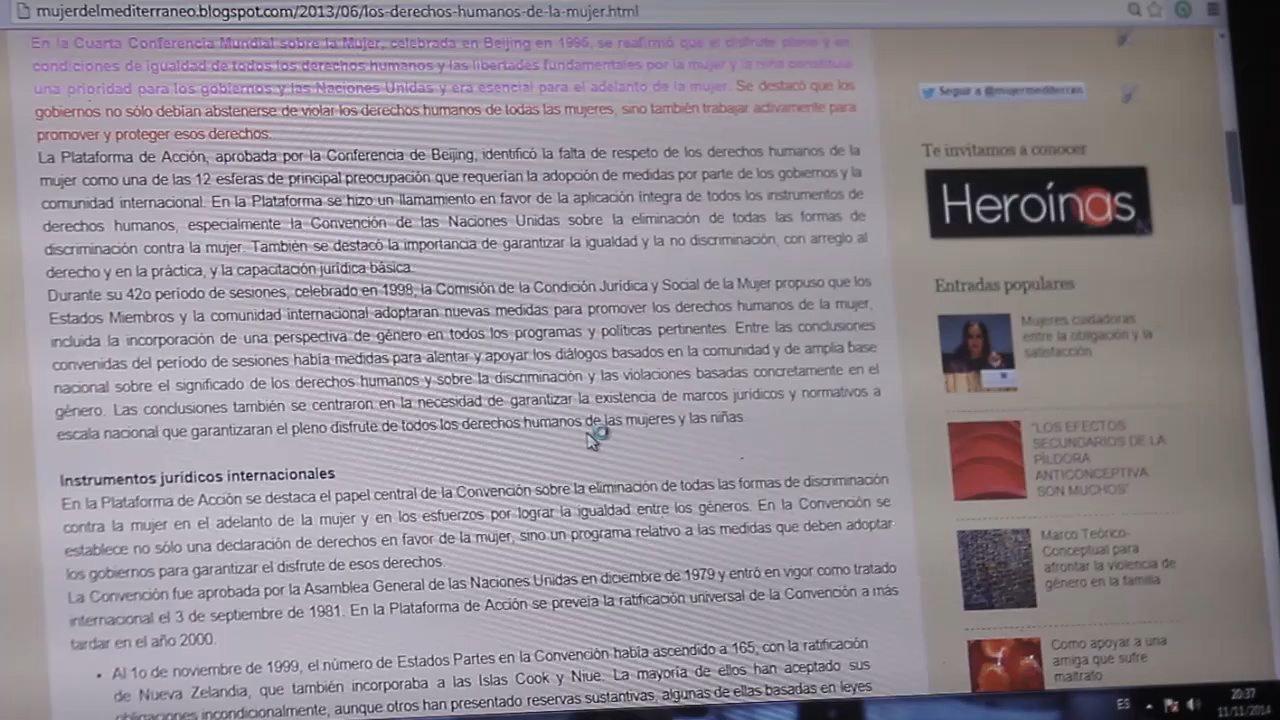 mujerdelmediterraneo.blogspot.com/2013/06/los-derechos-humanos-de-la-mujer.html
En la Cuarta Conferencia Mundial sobre la Mujer, celebrada en Beijing en 1995, se reafirmó que el disfrute pleno y en
condiciones de igualdad de todos los derechos humanos y las libertades fundamentales por la mujer y la niña constituía
una prioridad para los gobiernos y las Naciones Unidas y era esencial para el adelanto de la mujer. Se destacó que los
gobiernos no sólo debían abstenerse de violar los derechos humanos de todas las mujeres, sino también trabajar activamente para
promover y proteger esos derechos.
La Plataforma de Acción, aprobada por la Conferencia de Beijing, identificó la falta de respeto de los derechos humanos de la
mujer como una de las 12 esferas de principal preocupación que requerían la adopción de medidas por parte de los gobiernos y la
comunidad internacional. En la Plataforma se hizo un llamamiento en favor de la aplicación íntegra de todos los instrumentos de
derechos humanos, especialmente la Convención de las Naciones Unidas sobre la eliminación de todas las formas de
discriminación contra la mujer. También se destacó la importancia de garantizar la igualdad y la no discriminación, con arreglo al
derecho y en la práctica, y la capacitación jurídica básica.
Durante su 42o período de sesiones, celebrado en 1998, la Comisión de la Condición Jurídica y Social de la Mujer propuso que los
Estados Miembros y la comunidad internacional adoptaran nuevas medidas para promover los derechos humanos de la mujer,
incluida la incorporación de una perspectiva de género en todos los programas y políticas pertinentes. Entre las conclusiones
convenidas del período de sesiones había medidas para alentar y apoyar los diálogos basados en la comunidad y de amplia base
nacional sobre el significado de los derechos humanos y sobre la discriminación y las violaciones basadas concretamente en el
género. Las conclusiones también se centraron en la necesidad de garantizar la existencia de marcos jurídicos y normativos a
escala nacional que garantizaran el pleno disfrute de todos los derechos humanos de las mujeres y las niñas.
Instrumentos jurídicos internacionales
En la Plataforma de Acción se destaca el papel central de la Convención sobre la eliminación de todas las formas de discriminación
contra la mujer en el adelanto de la mujer y en los esfuerzos por lograr la igualdad entre los géneros. En la Convención se
establece no sólo una declaración de derechos en favor de la mujer, sino un programa relativo a las medidas que deben adoptar
los gobiernos para garantizar el disfrute de esos derechos.
La Convención fue aprobada por la Asamblea General de las Naciones Unidas en diciembre de 1979 y entró en vigor como tratado
internacional el 3 de septiembre de 1981. En la Plataforma de Acción se preveía la ratificación universal de la Convención a más
tardar en el año 2000.
• Al 1o de noviembre de 1999, el número de Estados Partes en la Convención había ascendido a 165, con la ratificación
de Nueva Zelandia, que también incorporaba a las Islas Cook y Niue. La mayoría de ellos han aceptado sus
obligaciones incondicionalmente, aunque otros han presentado reservas sustantivas, algunas de ellas basadas en leyes
Seguir a @mujermediterran
Te invitamos a conocer
Heroínas
Entradas populares
Mujeres cuidadoras
entre la obligación y la
satisfacción
"LOS EFECTOS
SECUNDARIOS DE LA
PÍLDORA
ANTICONCEPTIVA
SON MUCHOS"
Marco Teórico-
Conceptual para
afrontar la violencia de
género en la familia
Como apoyar a una
amiga que sufre
maltrato
ES
20:37
11/11/2014